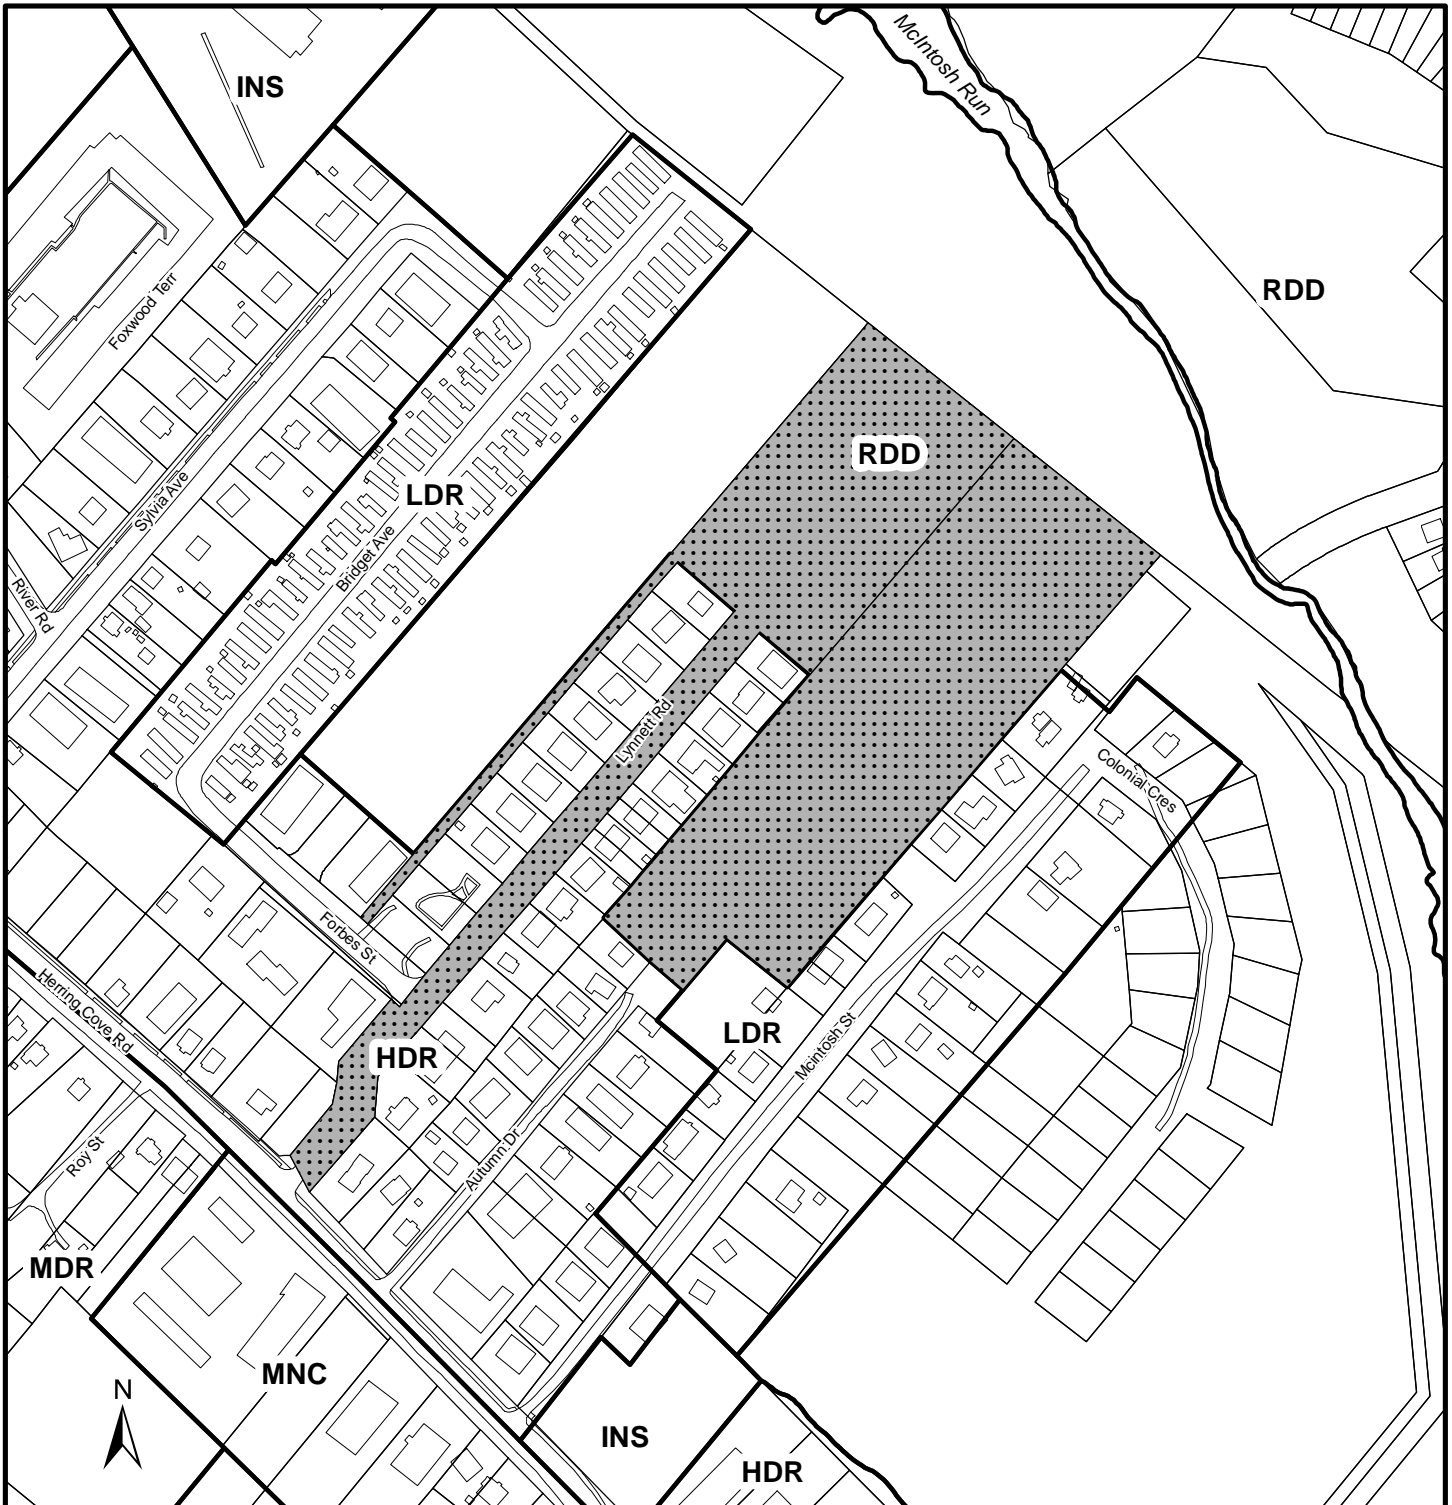 McIntosh Run
INS
RDD
Foxwood Terr
RDD
LDR
Sylvia Ave
Bridget Ave
River Rd
Lynnett Rd
Colonial Cres
Forbes St
Herring Cove Rd
LDR
HDR
Mcintosh St
Roy St
Autumn Dr
MDR
MNC
N
INS
HDR